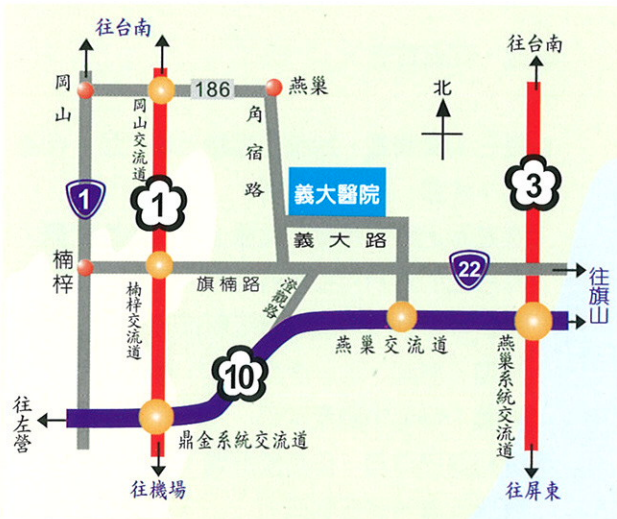 往台南
往台南
岡山
岡山交流道
186
燕巢
角宿路
北
1
1
義大醫院
3
義大路
楠梓
楠梓交流道
旗楠路
澄觀路
22
往旗山
燕巢交流道
燕巢系統交流道
10
往左營
鼎金系統交流道
往機場
往屏東